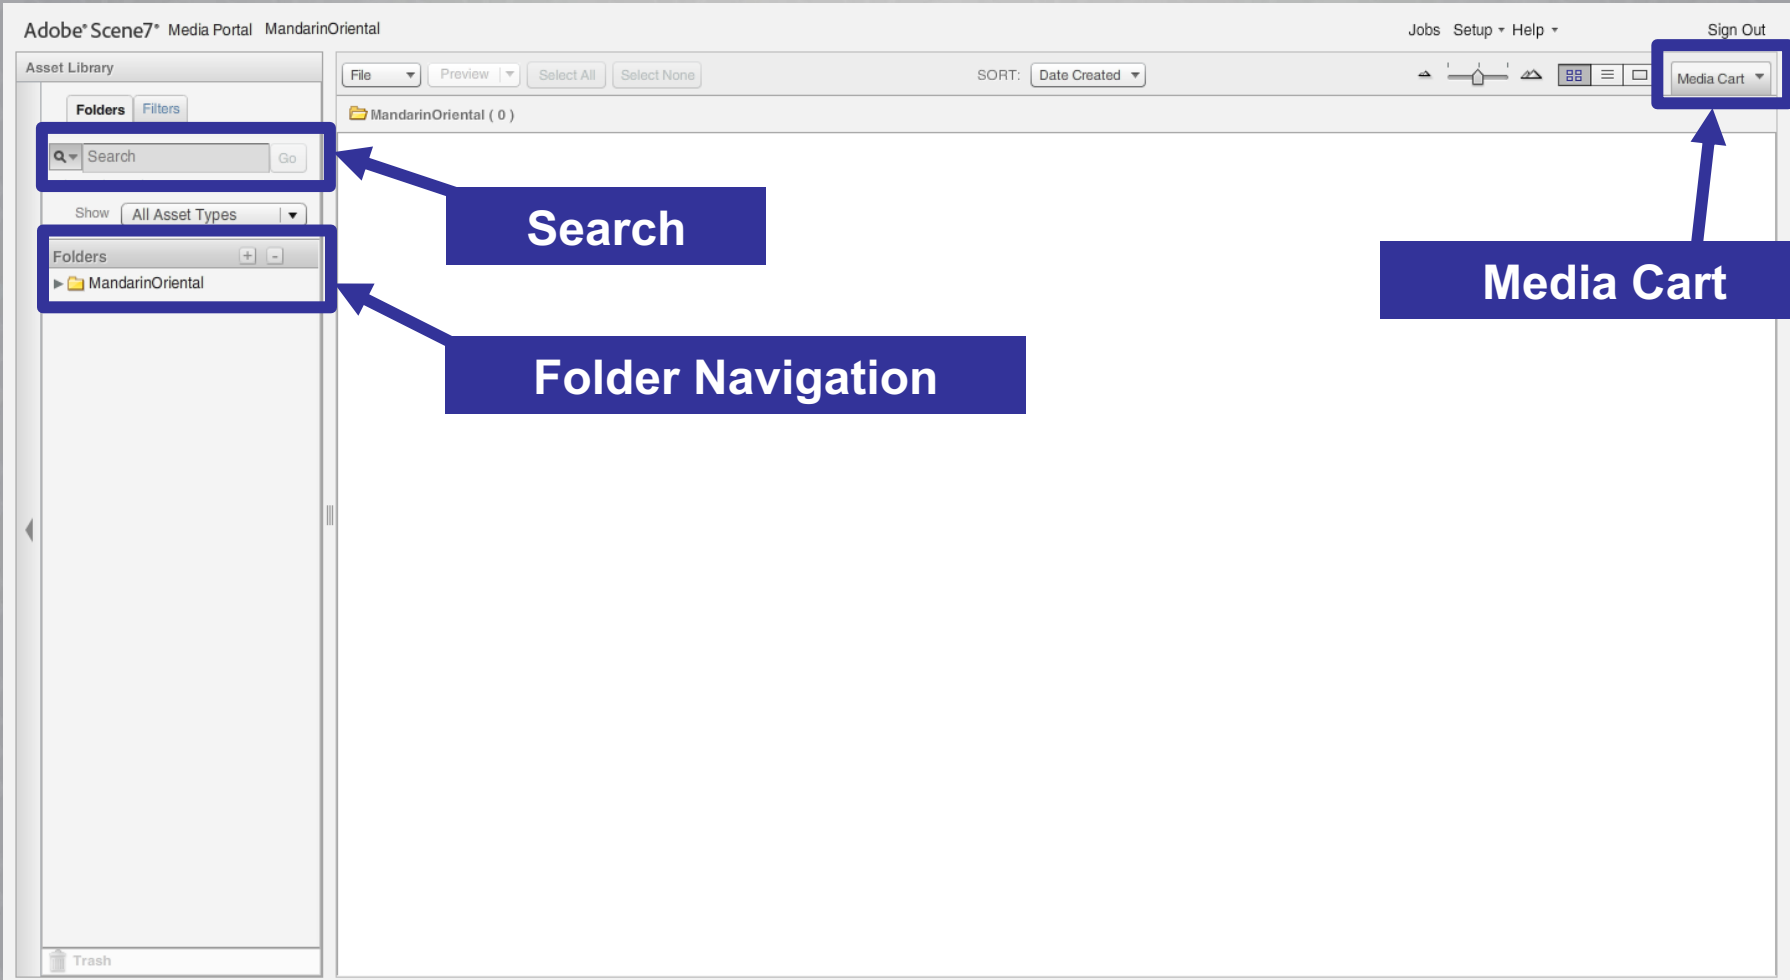 Adobe® Scene7® Media Portal MandarinOriental
Jobs Setup Help Sign Out
Asset Library
File Preview Select All Select None SORT: Date Created Media Cart
Folders Filters
MandarinOriental ( 0 )
Search Go
Show All Asset Types
Search
Folders + -
MandarinOriental
Media Cart
Folder Navigation
Trash